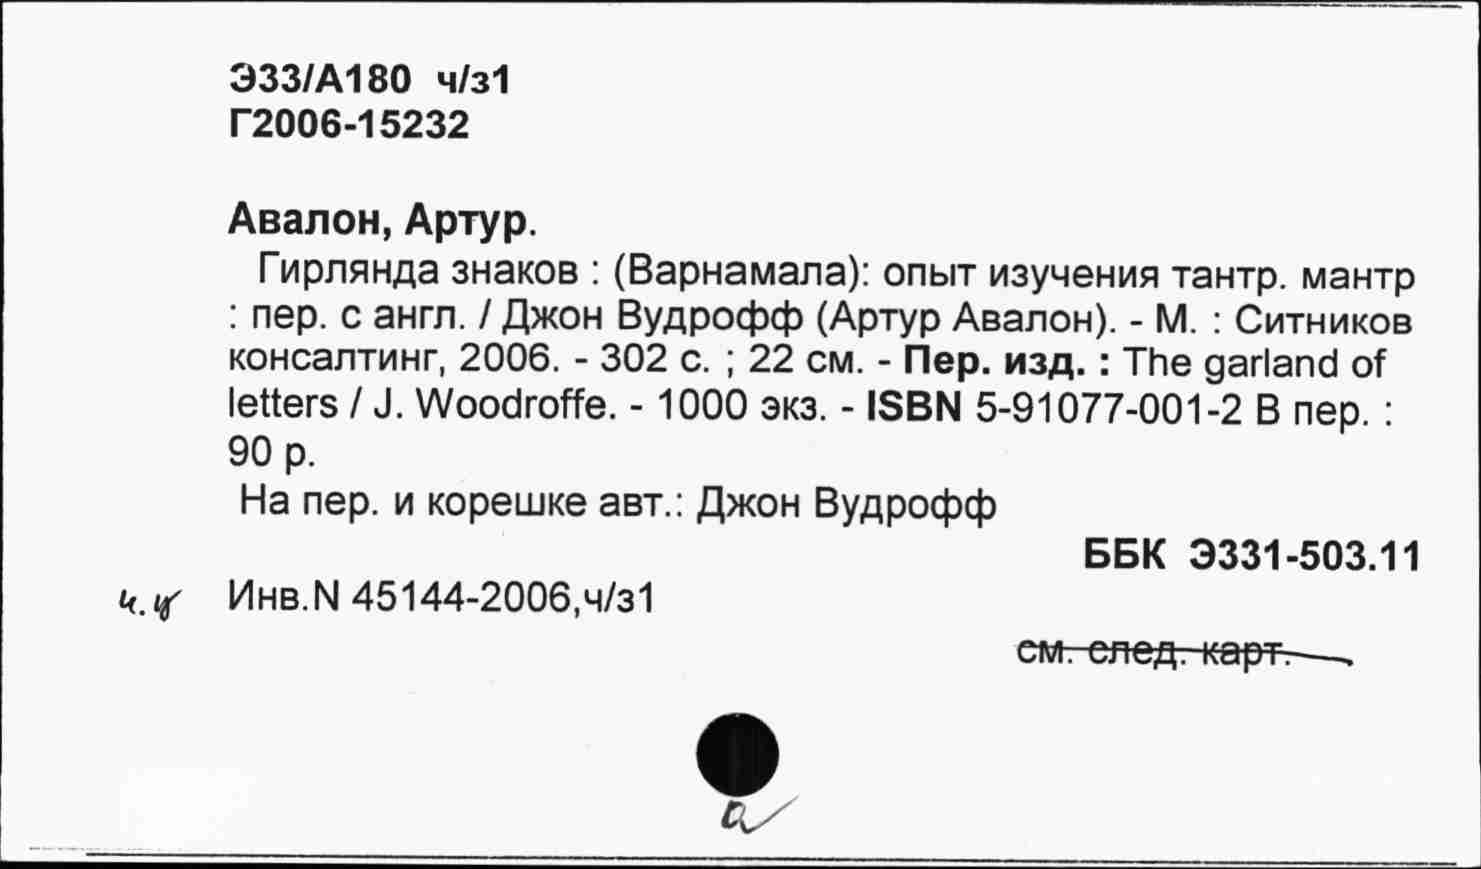 Э33/А180 ч/з1
Г2006-15232
Авалон, Артур.
Гирлянда знаков : (Варнамала): опыт изучения тантр. мантр
: пер. с англ. / Джон Вудрофф (Артур Авалон). - М. : Ситников
консалтинг, 2006. - 302 с. ; 22 см. - Пер. изд. : The garland of
letters / J. Woodroffe. - 1000 экз. - ISBN 5-91077-001-2 В пер. :
90 р.
На пер. и корешке авт.: Джон Вудрофф
ББК Э331-503.11
Инв.N 45144-2006,ч/з1
см. след. карт.
а